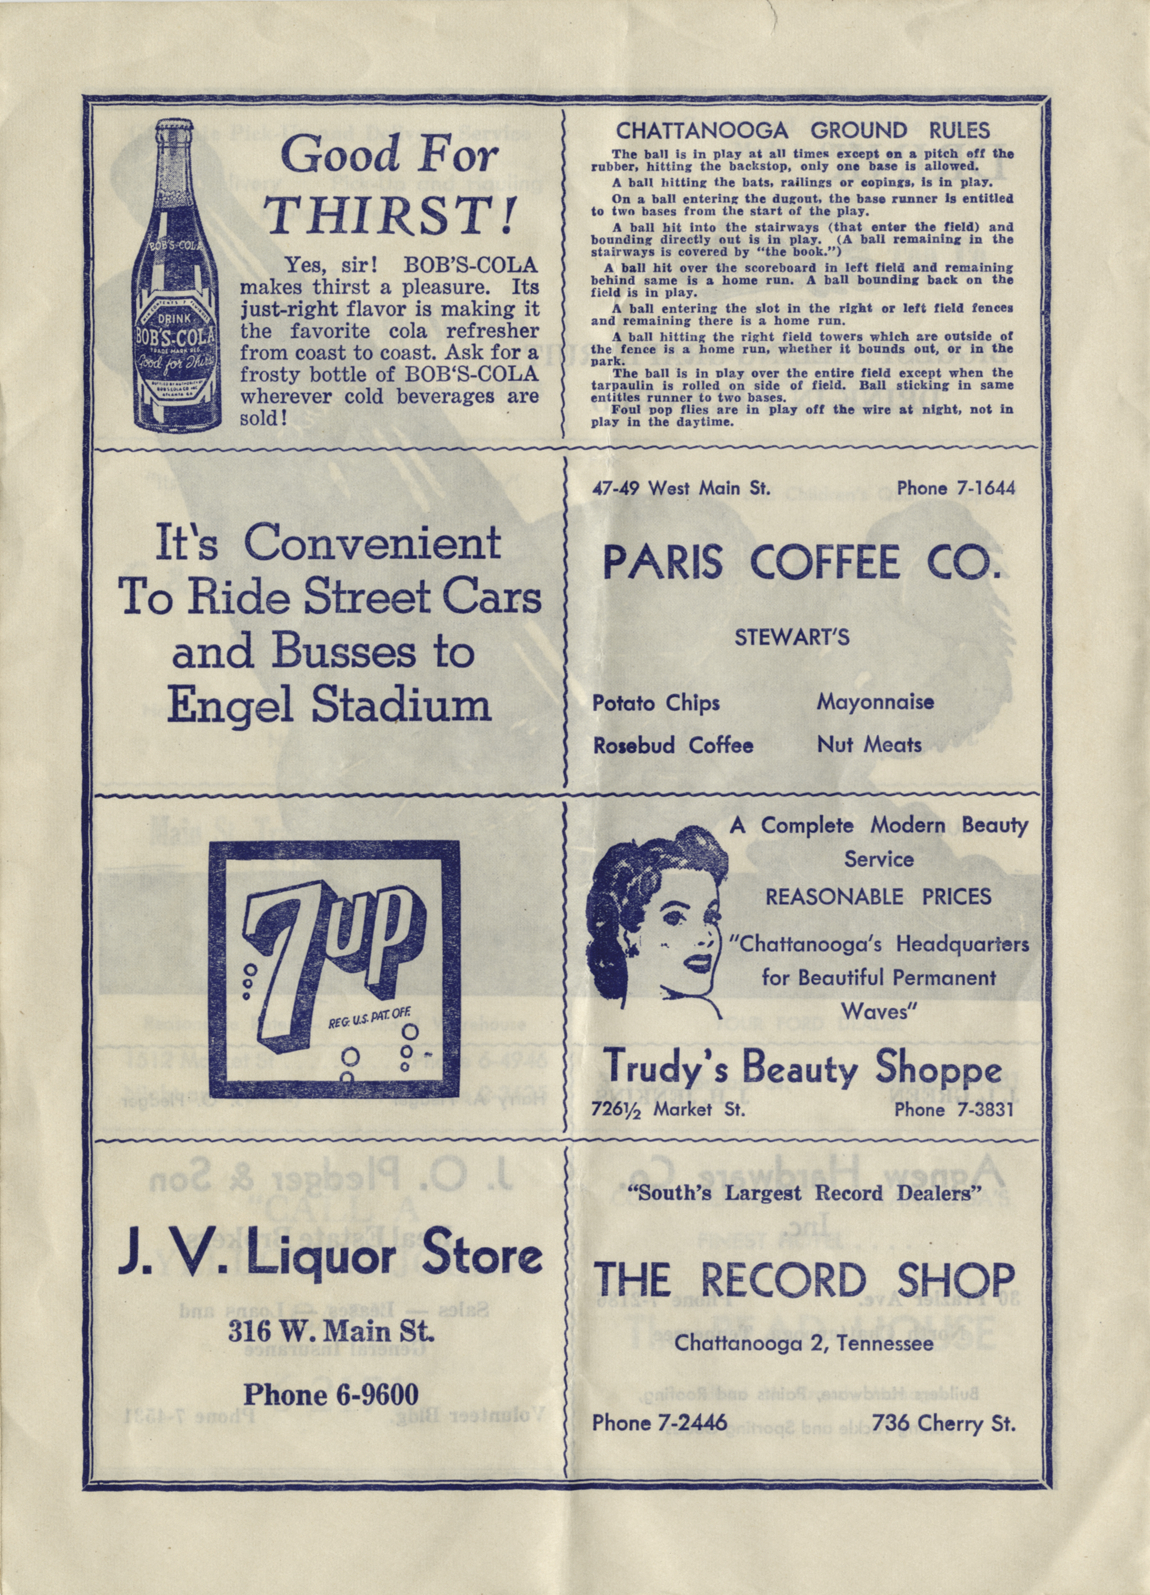 Good For
THIRST!
Yes, sir! BOB'S-COLA
makes thirst a pleasure. Its
just-right flavor is making it
the favorite cola refresher
from coast to coast. Ask for a
frosty bottle of BOB'S-COLA
wherever cold beverages are
sold!
BOB'S-COLA
DRINK
BOB'S-COLA
TRADE MARK REG.
Good for Thirst
CHATTANOOGA GROUND RULES
The ball is in play at all times except on a pitch off the
rubber, hitting the backstop, only one base is allowed.
A ball hitting the bats, railings or copings, is in play.
On a ball entering the dugout, the base runner is entitled
to two bases from the start of the play.
A ball hit into the stairways (that enter the field) and
bounding directly out is in play. (A ball remaining in the
stairways is covered by "the book.")
A ball hit over the scoreboard in left field and remaining
behind same is a home run. A ball bounding back on the
field is in play.
A ball entering the slot in the right or left field fences
and remaining there is a home run.
A ball hitting the right field towers which are outside of
the fence is a home run, whether it bounds out, or in the
park.
The ball is in play over the entire field except when the
tarpaulin is rolled on side of field. Ball sticking in same
entitles runner to two bases.
Foul pop flies are in play off the wire at night, not in
play in the daytime.
It's Convenient
To Ride Street Cars
and Busses to
Engel Stadium
47-49 West Main St. Phone 7-1644
PARIS COFFEE CO.
STEWART'S
Potato Chips Mayonnaise
Rosebud Coffee Nut Meats
7up
REG. U.S. PAT. OFF.
A Complete Modern Beauty
Service
REASONABLE PRICES
"Chattanooga's Headquarters
for Beautiful Permanent
Waves"
Trudy's Beauty Shoppe
726½ Market St. Phone 7-3831
J. V. Liquor Store
316 W. Main St.
Phone 6-9600
"South's Largest Record Dealers"
THE RECORD SHOP
Chattanooga 2, Tennessee
Phone 7-2446 736 Cherry St.